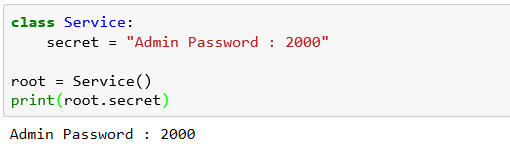 class Service:
    secret = "Admin Password : 2000"
root = Service()
print(root.secret)
Admin Password : 2000